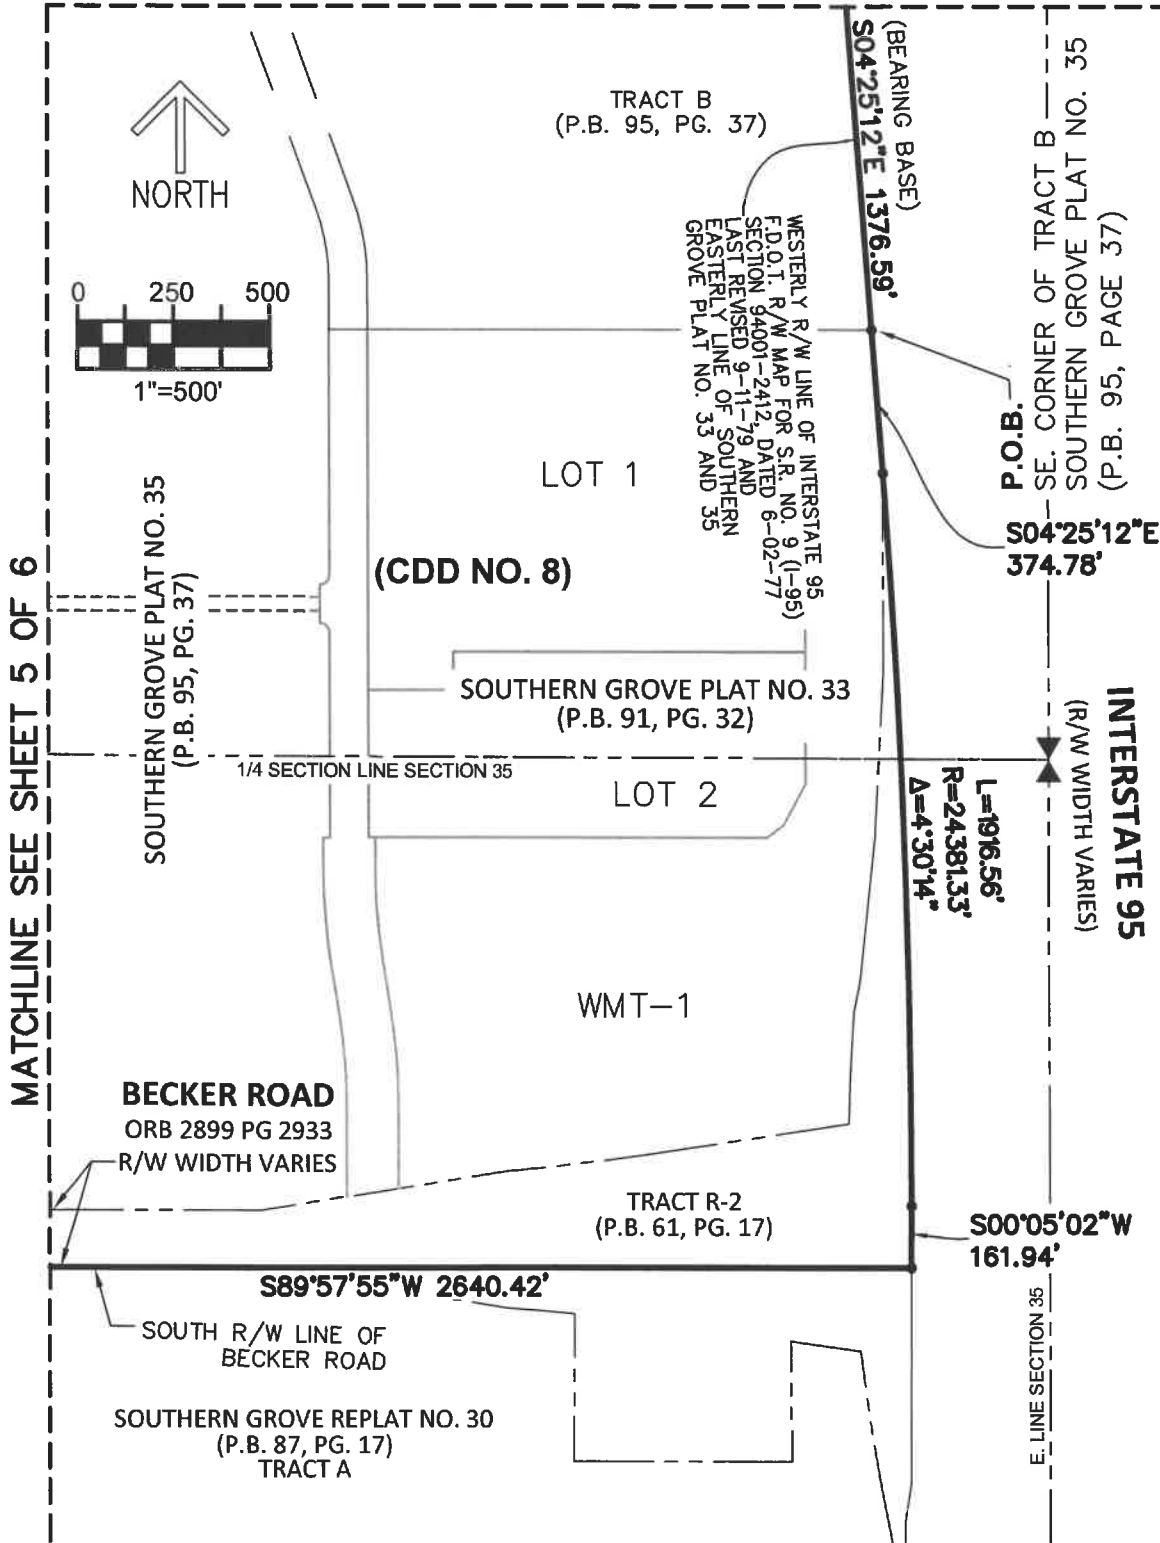 S04°25'12"E 1376.59'
(BEARING BASE)
TRACT B
(P.B. 95, PG. 37)
NORTH
0 250 500
1"=500'
WESTERLY R/W LINE OF INTERSTATE 95
F.D.O.T. R/W MAP FOR S.R. NO. 9 (I-95)
SECTION 94001-2412, DATED 6-02-77
LAST REVISED 9-11-79 AND
EASTERLY LINE OF SOUTHERN
GROVE PLAT NO. 33 AND 35
P.O.B.
SE. CORNER OF TRACT B
SOUTHERN GROVE PLAT NO. 35
(P.B. 95, PAGE 37)
LOT 1
S04°25'12"E
374.78'
(CDD NO. 8)
MATCHLINE SEE SHEET 5 OF 6
SOUTHERN GROVE PLAT NO. 35
(P.B. 95, PG. 37)
SOUTHERN GROVE PLAT NO. 33
(P.B. 91, PG. 32)
INTERSTATE 95
(R/W WIDTH VARIES)
1/4 SECTION LINE SECTION 35
LOT 2
L=1916.56'
R=24381.33'
Δ=4°30'14"
WMT-1
BECKER ROAD
ORB 2899 PG 2933
R/W WIDTH VARIES
TRACT R-2
(P.B. 61, PG. 17)
S00°05'02"W
161.94'
S89°57'55"W 2640.42'
SOUTH R/W LINE OF
BECKER ROAD
E. LINE SECTION 35
SOUTHERN GROVE REPLAT NO. 30
(P.B. 87, PG. 17)
TRACT A